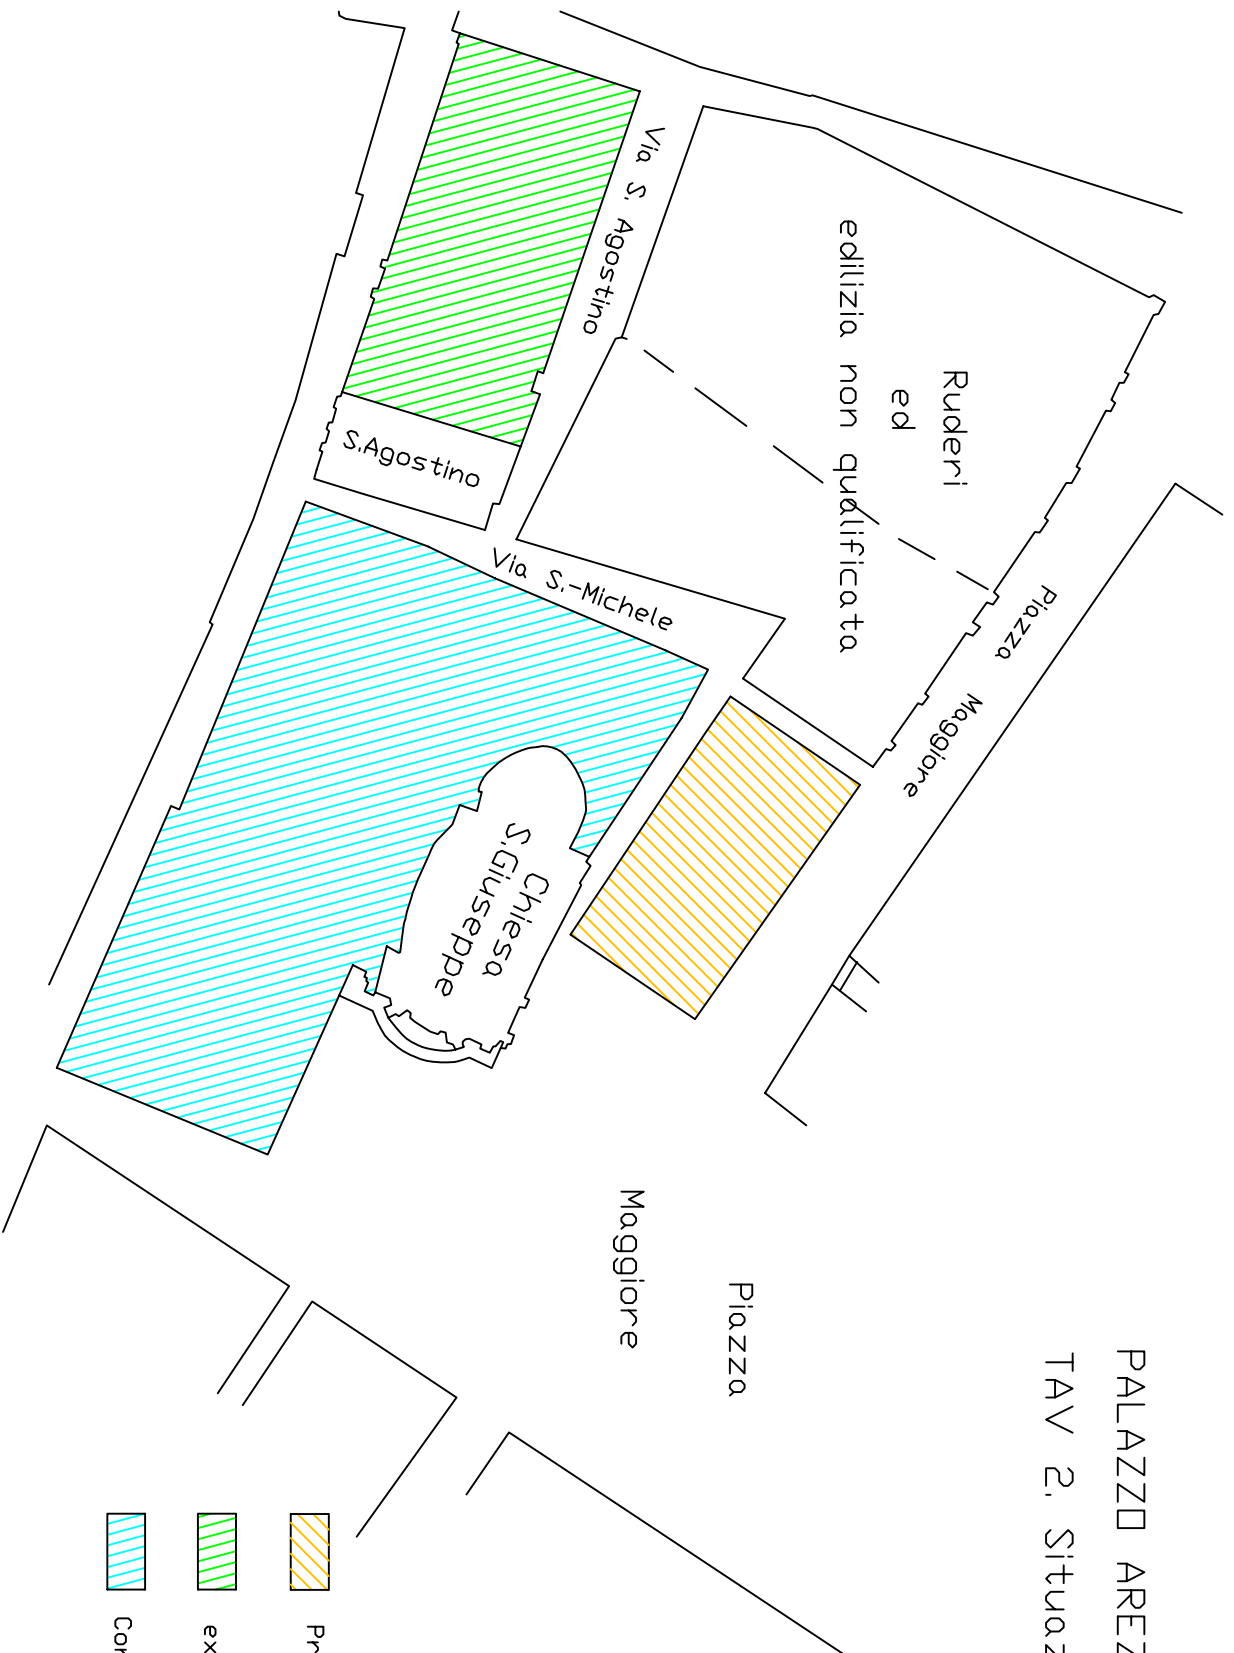 PALAZZO AREZ
TAV 2. Situaz
Ruderi
ed
edilizia non qualificata
Via S. Agostino
S.Agostino
Via S.-Michele
Piazza Maggiore
Chiesa
S.Giuseppe
Piazza
Maggiore
Pr
ex
Con